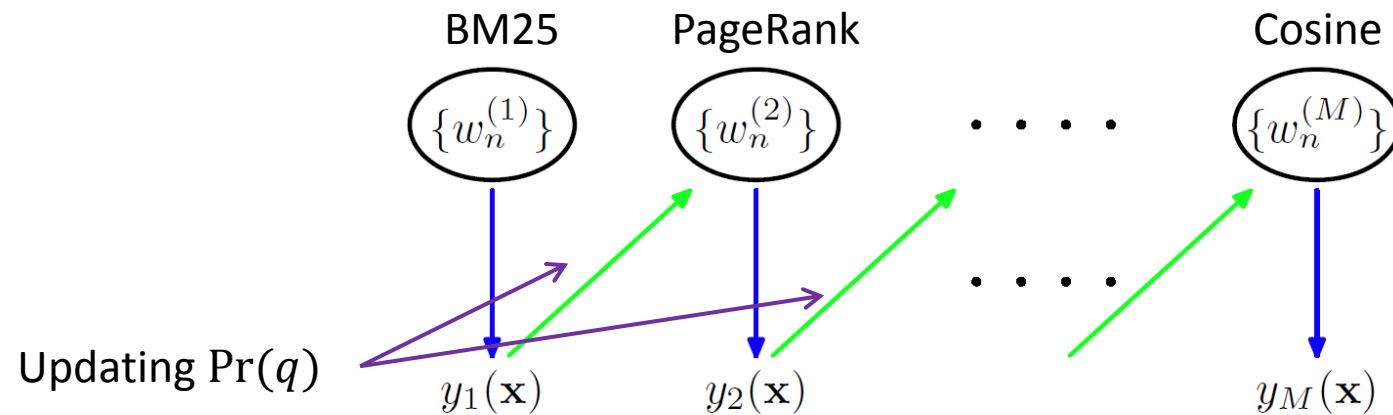 BM25 PageRank Cosine
{w_n^{(1)}} {w_n^{(2)}} · · · · {w_n^{(M)}}
· · · ·
Updating Pr(q)
y_1(x) y_2(x) y_M(x)